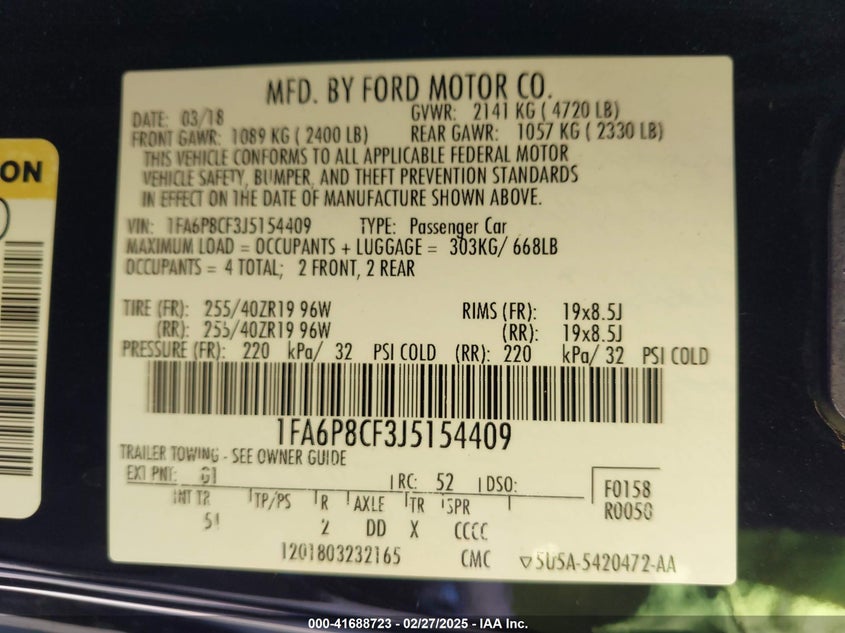 MFD. BY FORD MOTOR CO.
DATE: 03/18 GVWR: 2141 KG ( 4720 LB)
FRONT GAWR: 1089 KG ( 2400 LB) REAR GAWR: 1057 KG ( 2330 LB)
THIS VEHICLE CONFORMS TO ALL APPLICABLE FEDERAL MOTOR
VEHICLE SAFETY, BUMPER, AND THEFT PREVENTION STANDARDS
IN EFFECT ON THE DATE OF MANUFACTURE SHOWN ABOVE.
VIN: 1FA6P8CF3J5154409 TYPE: Passenger Car
MAXIMUM LOAD = OCCUPANTS + LUGGAGE = 303KG/ 668LB
OCCUPANTS = 4 TOTAL; 2 FRONT, 2 REAR
TIRE (FR): 255/40ZR19 96W RIMS (FR): 19x8.5J
(RR): 255/40ZR19 96W (RR): 19x8.5J
PRESSURE (FR): 220 kPa/ 32 PSI COLD (RR): 220 kPa/ 32 PSI COLD
1FA6P8CF3J5154409
TRAILER TOWING - SEE OWNER GUIDE
EXT PNT: G1 RC: 52 DSO: F0158
INT TR TP/PS R AXLE TR SPR R0050
5 2 DD X CCCC
1201803232165 CMC ▽5U5A-5420472-AA
ON
000-41688723 - 02/27/2025 - IAA Inc.